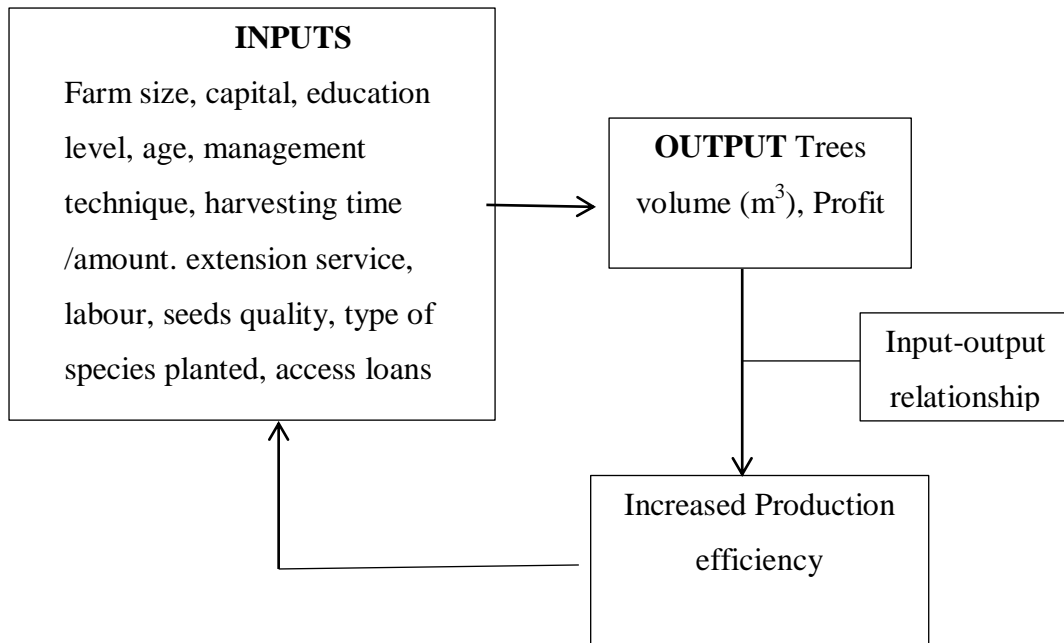 INPUTS
Farm size, capital, education
level, age, management
technique, harvesting time
/amount. extension service,
labour, seeds quality, type of
species planted, access loans
OUTPUT Trees
volume (m³), Profit
Input-output
relationship
Increased Production
efficiency